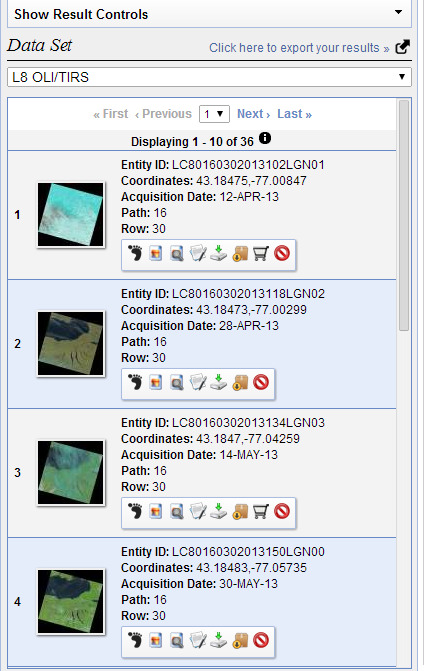 Show Result Controls
Data Set
Click here to export your results »
L8 OLI/TIRS
« First ‹ Previous 1 Next › Last »
Displaying 1 - 10 of 36
1
Entity ID: LC80160302013102LGN01
Coordinates: 43.18475,-77.00847
Acquisition Date: 12-APR-13
Path: 16
Row: 30
2
Entity ID: LC80160302013118LGN02
Coordinates: 43.18473,-77.00299
Acquisition Date: 28-APR-13
Path: 16
Row: 30
3
Entity ID: LC80160302013134LGN03
Coordinates: 43.1847,-77.04259
Acquisition Date: 14-MAY-13
Path: 16
Row: 30
4
Entity ID: LC80160302013150LGN00
Coordinates: 43.18483,-77.05735
Acquisition Date: 30-MAY-13
Path: 16
Row: 30